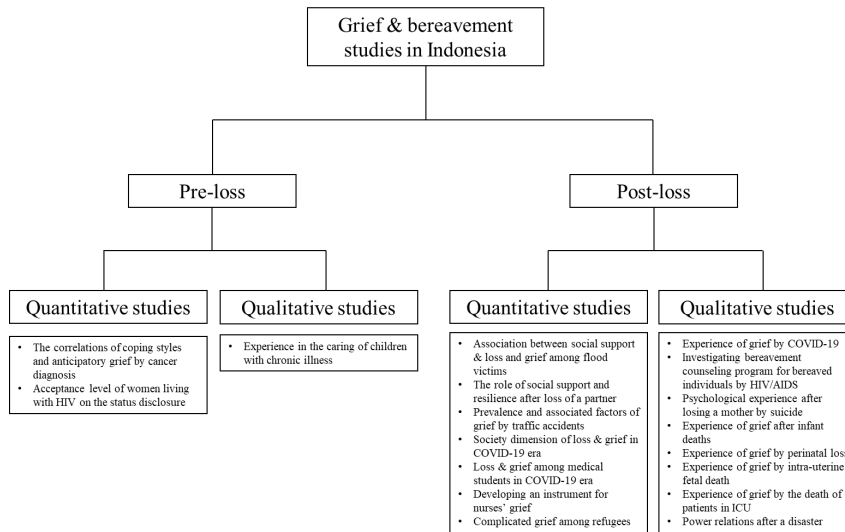 Grief & bereavement
studies in Indonesia
Pre-loss
Post-loss
Quantitative studies
• The correlations of coping styles
and anticipatory grief by cancer
diagnosis
• Acceptance level of women living
with HIV on the status disclosure
Qualitative studies
• Experience in the caring of children
with chronic illness
Quantitative studies
• Association between social support
& loss and grief among flood
victims
• The role of social support and
resilience after loss of a partner
• Prevalence and associated factors of
grief by traffic accidents
• Society dimension of loss & grief in
COVID-19 era
• Loss & grief among medical
students in COVID-19 era
• Developing an instrument for
nurses' grief
• Complicated grief among refugees
Qualitative studies
• Experience of grief by COVID-19
• Investigating bereavement
counseling program for bereaved
individuals by HIV/AIDS
• Psychological experience after
losing a mother by suicide
• Experience of grief after infant
deaths
• Experience of grief by perinatal loss
• Experience of grief by intra-uterine
fetal death
• Experience of grief by the death of
patients in ICU
• Power relations after a disaster